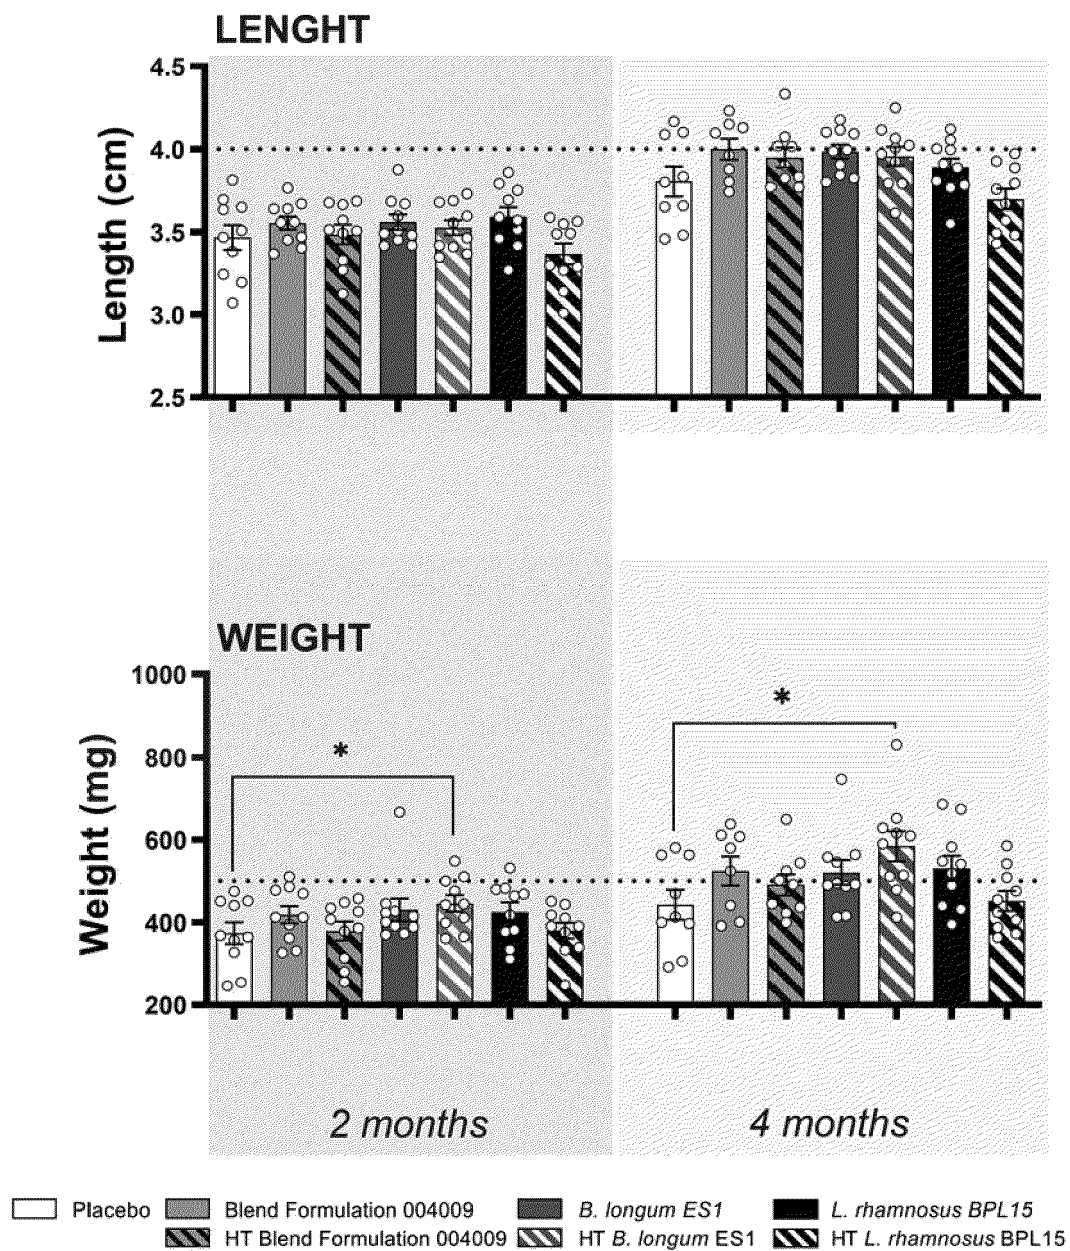 LENGHT
4.5
4.0
3.5
3.0
2.5
Length (cm)
WEIGHT
1000
800
600
400
200
Weight (mg)
*
*
2 months
4 months
Placebo
Blend Formulation 004009
B. longum ES1
L. rhamnosus BPL15
HT Blend Formulation 004009
HT B. longum ES1
HT L. rhamnosus BPL15